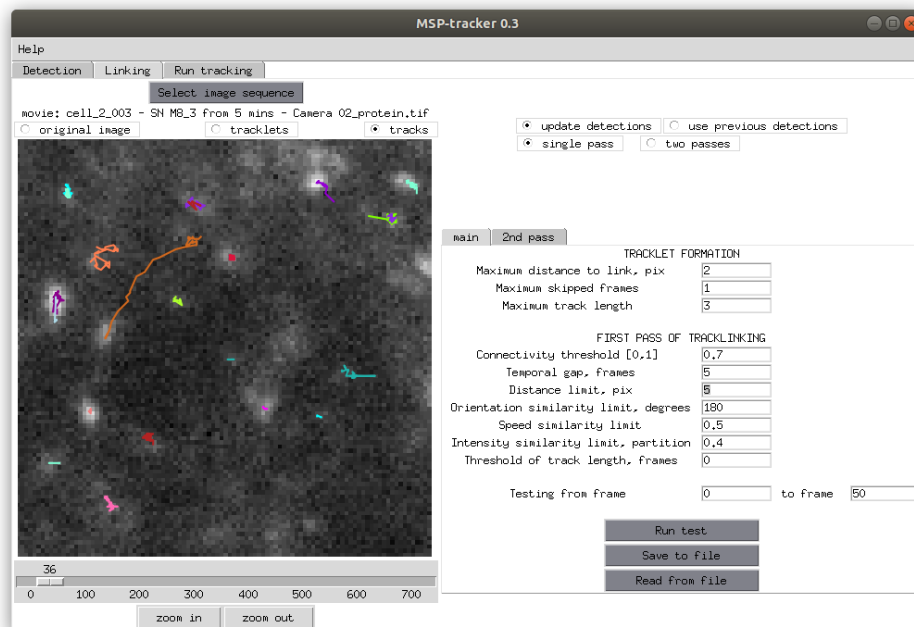 MSP-tracker 0.3
Help
Detection Linking Run tracking
Select image sequence
movie: cell_2_003 - SN M8_3 from 5 mins - Camera 02_protein.tif
original image tracklets tracks
update detections use previous detections
single pass two passes
main 2nd pass
TRACKLET FORMATION
Maximum distance to link, pix 2
Maximum skipped frames 1
Maximum track length 3
FIRST PASS OF TRACKLINKING
Connectivity threshold [0,1] 0.7
Temporal gap, frames 5
Distance limit, pix 5
Orientation similarity limit, degrees 180
Speed similarity limit 0.5
Intensity similarity limit, partition 0.4
Threshold of track length, frames 0
Testing from frame 0 to frame 50
Run test
Save to file
Read from file
36
0 100 200 300 400 500 600 700
zoom in zoom out